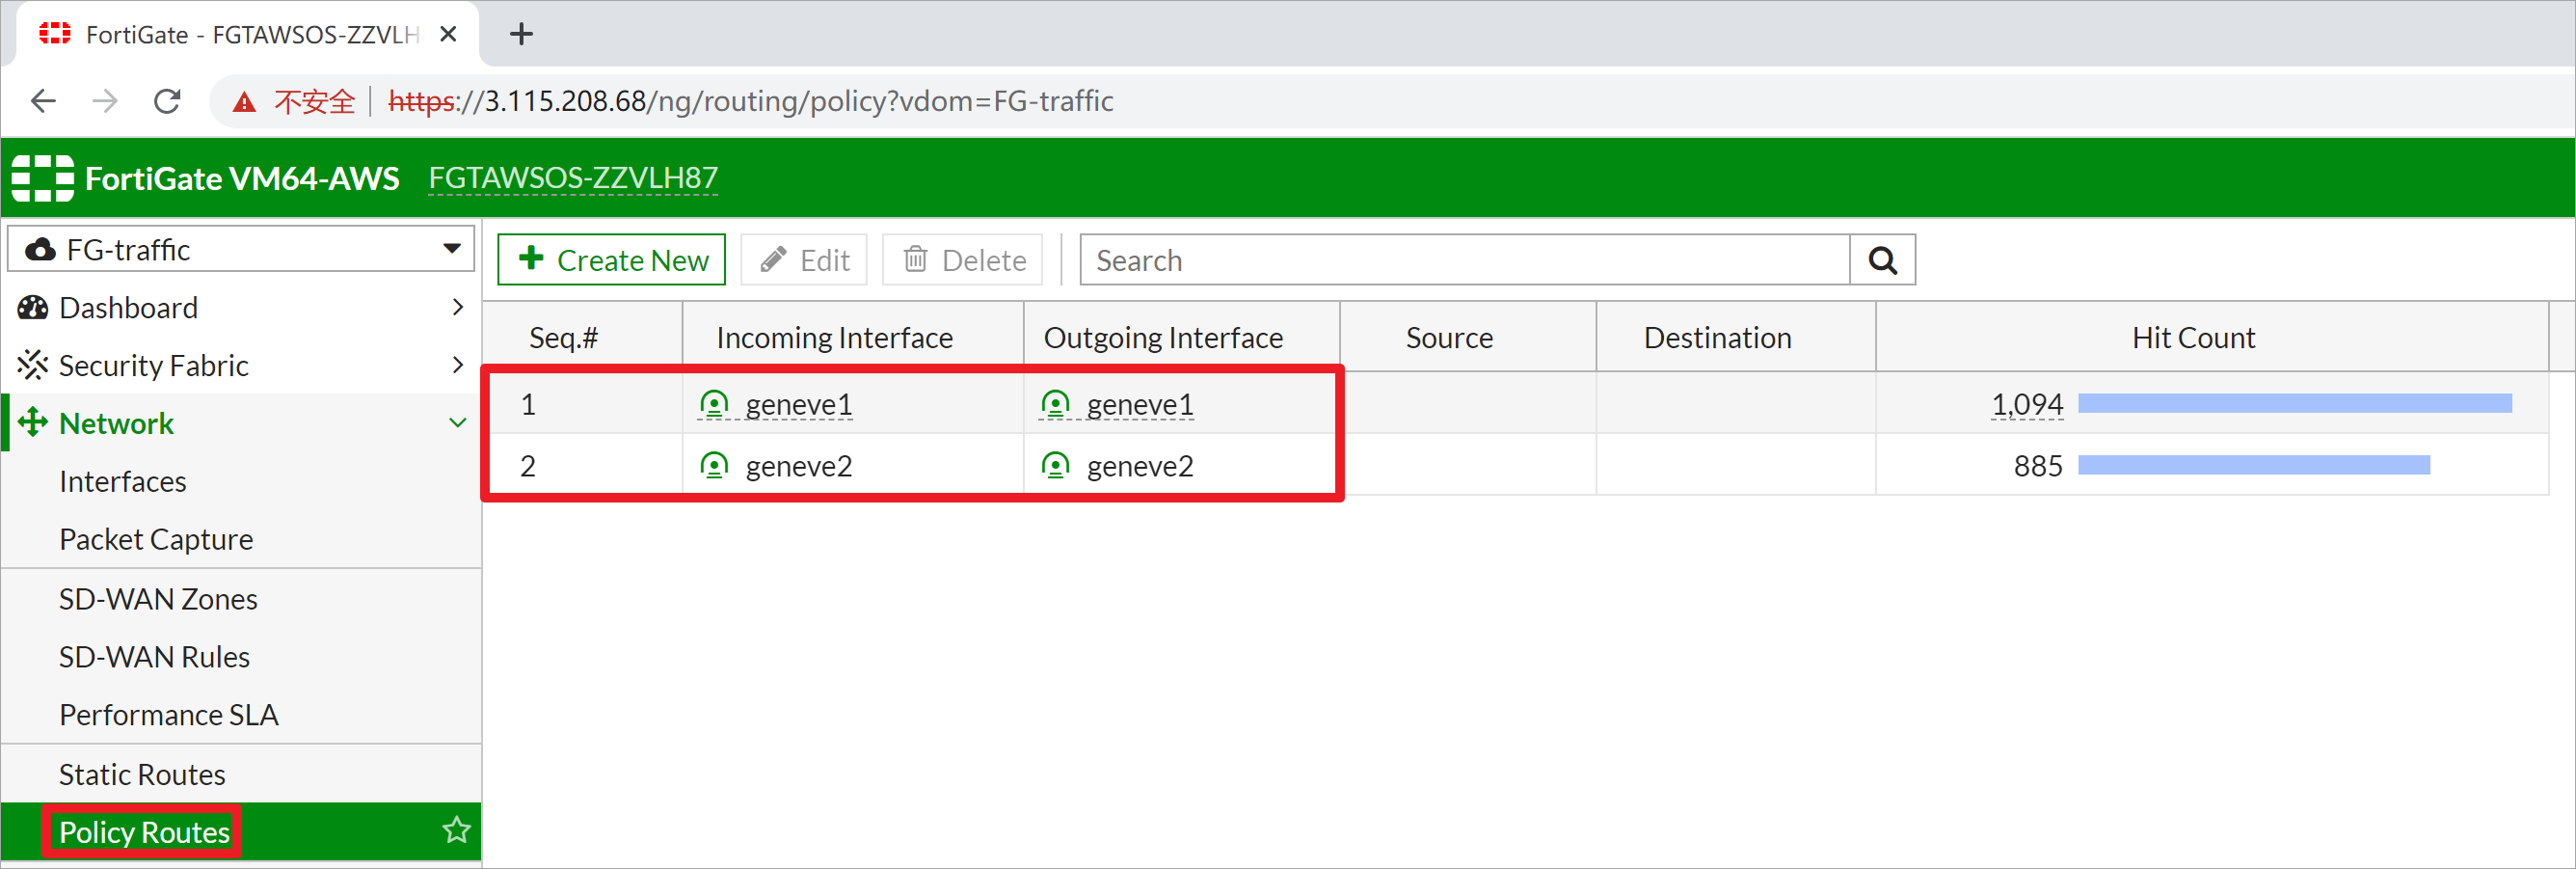 FortiGate - FGTAWSOS-ZZVLH
不安全 https://3.115.208.68/ng/routing/policy?vdom=FG-traffic
FortiGate VM64-AWS FGTAWSOS-ZZVLH87
FG-traffic
Dashboard
Security Fabric
Network
Interfaces
Packet Capture
SD-WAN Zones
SD-WAN Rules
Performance SLA
Static Routes
Policy Routes
Create New Edit Delete Search
Seq.# Incoming Interface Outgoing Interface Source Destination Hit Count
1 geneve1 geneve1 1,094
2 geneve2 geneve2 885